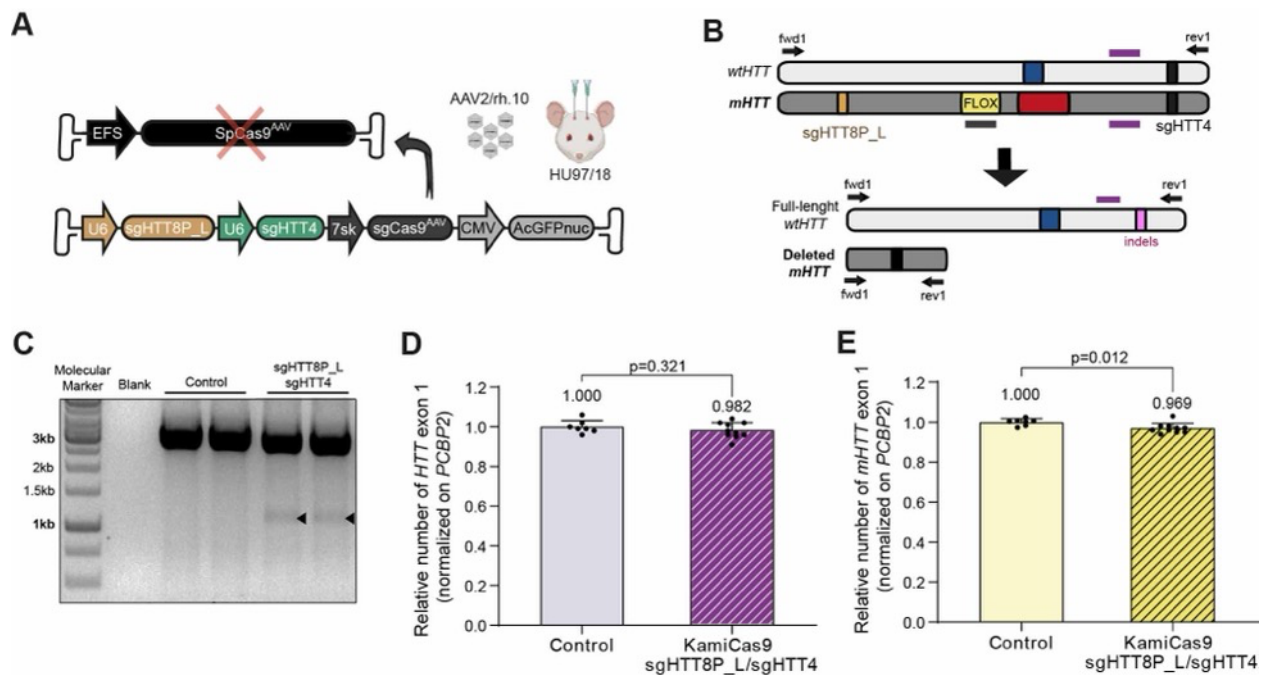 A
EFS
SpCas9AAV
AAV2/rh.10
HU97/18
U6
sgHTT8P_L
U6
sgHTT4
7sk
sgCas9AAV
CMV
AcGFPnuc
B
fwd1
rev1
wtHTT
mHTT
FLOX
sgHTT8P_L
sgHTT4
fwd1
rev1
Full-lenght
wtHTT
indels
Deleted
mHTT
fwd1
rev1
C
Molecular
Marker
Blank
Control
sgHTT8P_L
sgHTT4
3kb
2kb
1.5kb
1kb
D
p=0.321
1.2
1.0
0.8
0.6
0.4
0.2
0.0
1.000
0.982
Relative number of HTT exon 1
(normalized on PCBP2)
Control
KamiCas9
sgHTT8P_L/sgHTT4
E
p=0.012
1.2
1.0
0.8
0.6
0.4
0.2
0.0
1.000
0.969
Relative number of mHTT exon 1
(normalized on PCBP2)
Control
KamiCas9
sgHTT8P_L/sgHTT4